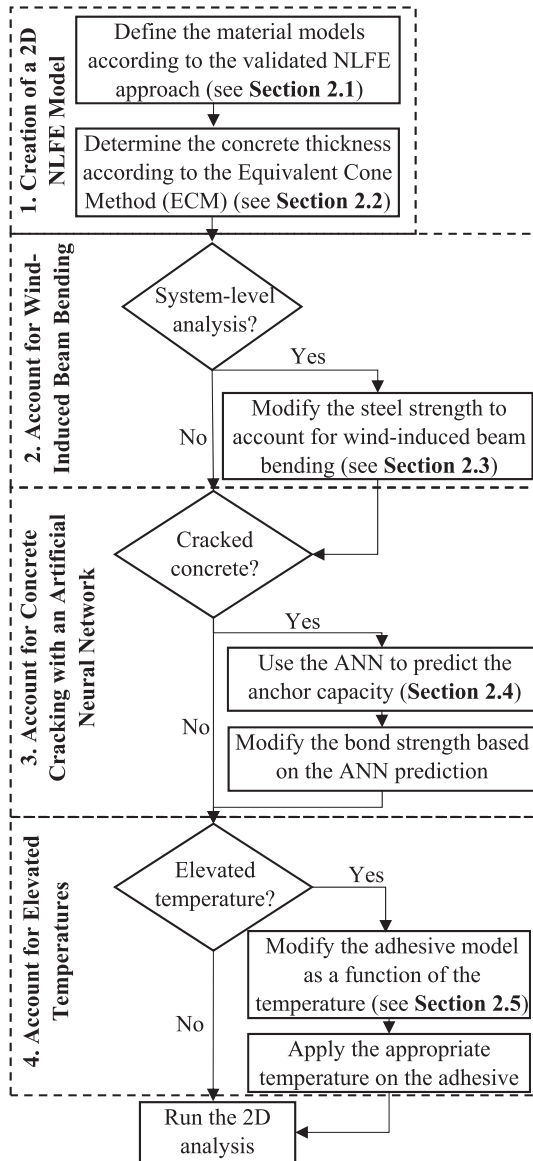 1. Creation of a 2D
NLFE Model
Define the material models
according to the validated NLFE
approach (see Section 2.1)
Determine the concrete thickness
according to the Equivalent Cone
Method (ECM) (see Section 2.2)
2. Account for Wind-
Induced Beam Bending
System-level
analysis?
Yes
No
Modify the steel strength to
account for wind-induced beam
bending (see Section 2.3)
3. Account for Concrete
Cracking with an Artificial
Neural Network
Cracked
concrete?
Yes
No
Use the ANN to predict the
anchor capacity (Section 2.4)
Modify the bond strength based
on the ANN prediction
4. Account for Elevated
Temperatures
Elevated
temperature?
Yes
No
Modify the adhesive model
as a function of the
temperature (see Section 2.5)
Apply the appropriate
temperature on the adhesive
Run the 2D
analysis